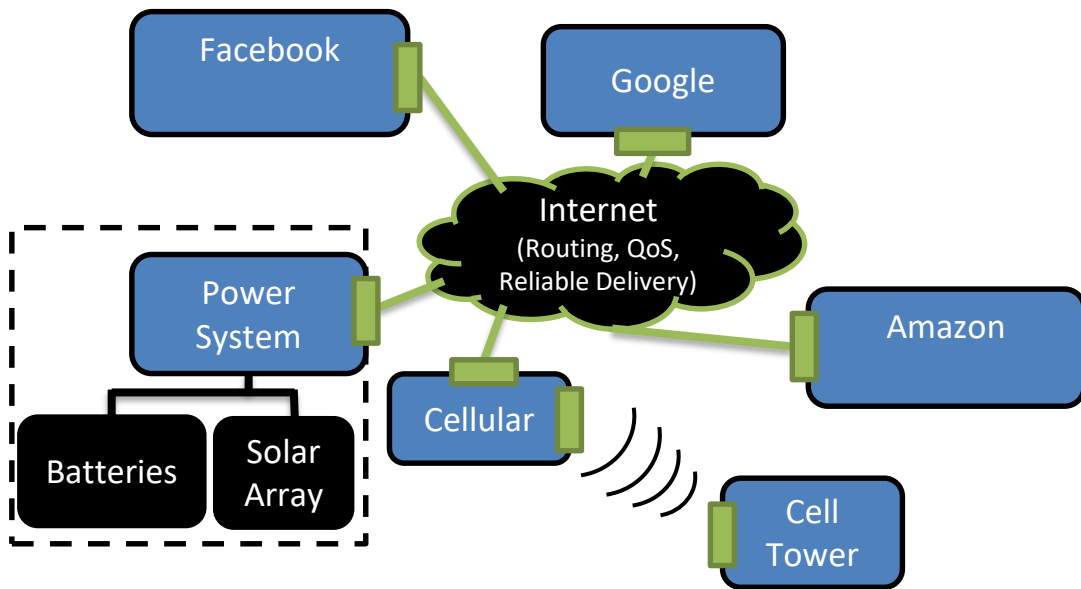 Facebook
Google
Internet
(Routing, QoS,
Reliable Delivery)
Power
System
Amazon
Cellular
Batteries
Solar
Array
Cell
Tower